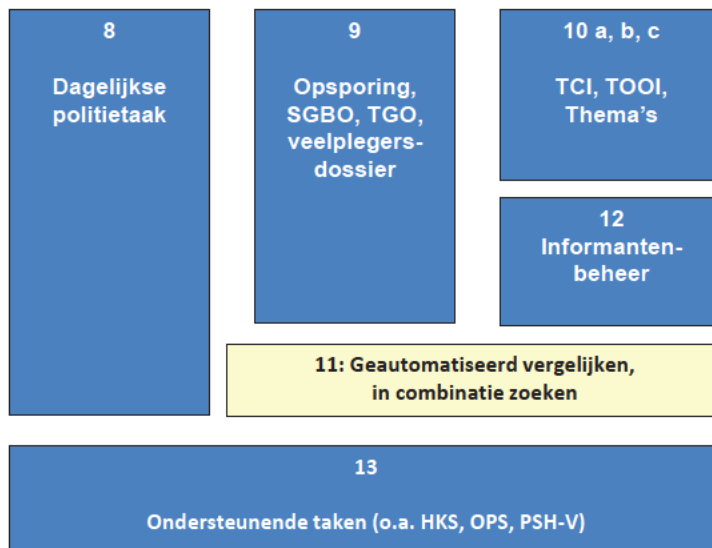 8
Dagelijkse
politietaak
9
Opsporing,
SGBO, TGO,
veelplegers-
dossier
10 a, b, c
TCI, TOOI,
Thema's
12
Informanten-
beheer
11: Geautomatiseerd vergelijken,
in combinatie zoeken
13
Ondersteunende taken (o.a. HKS, OPS, PSH-V)